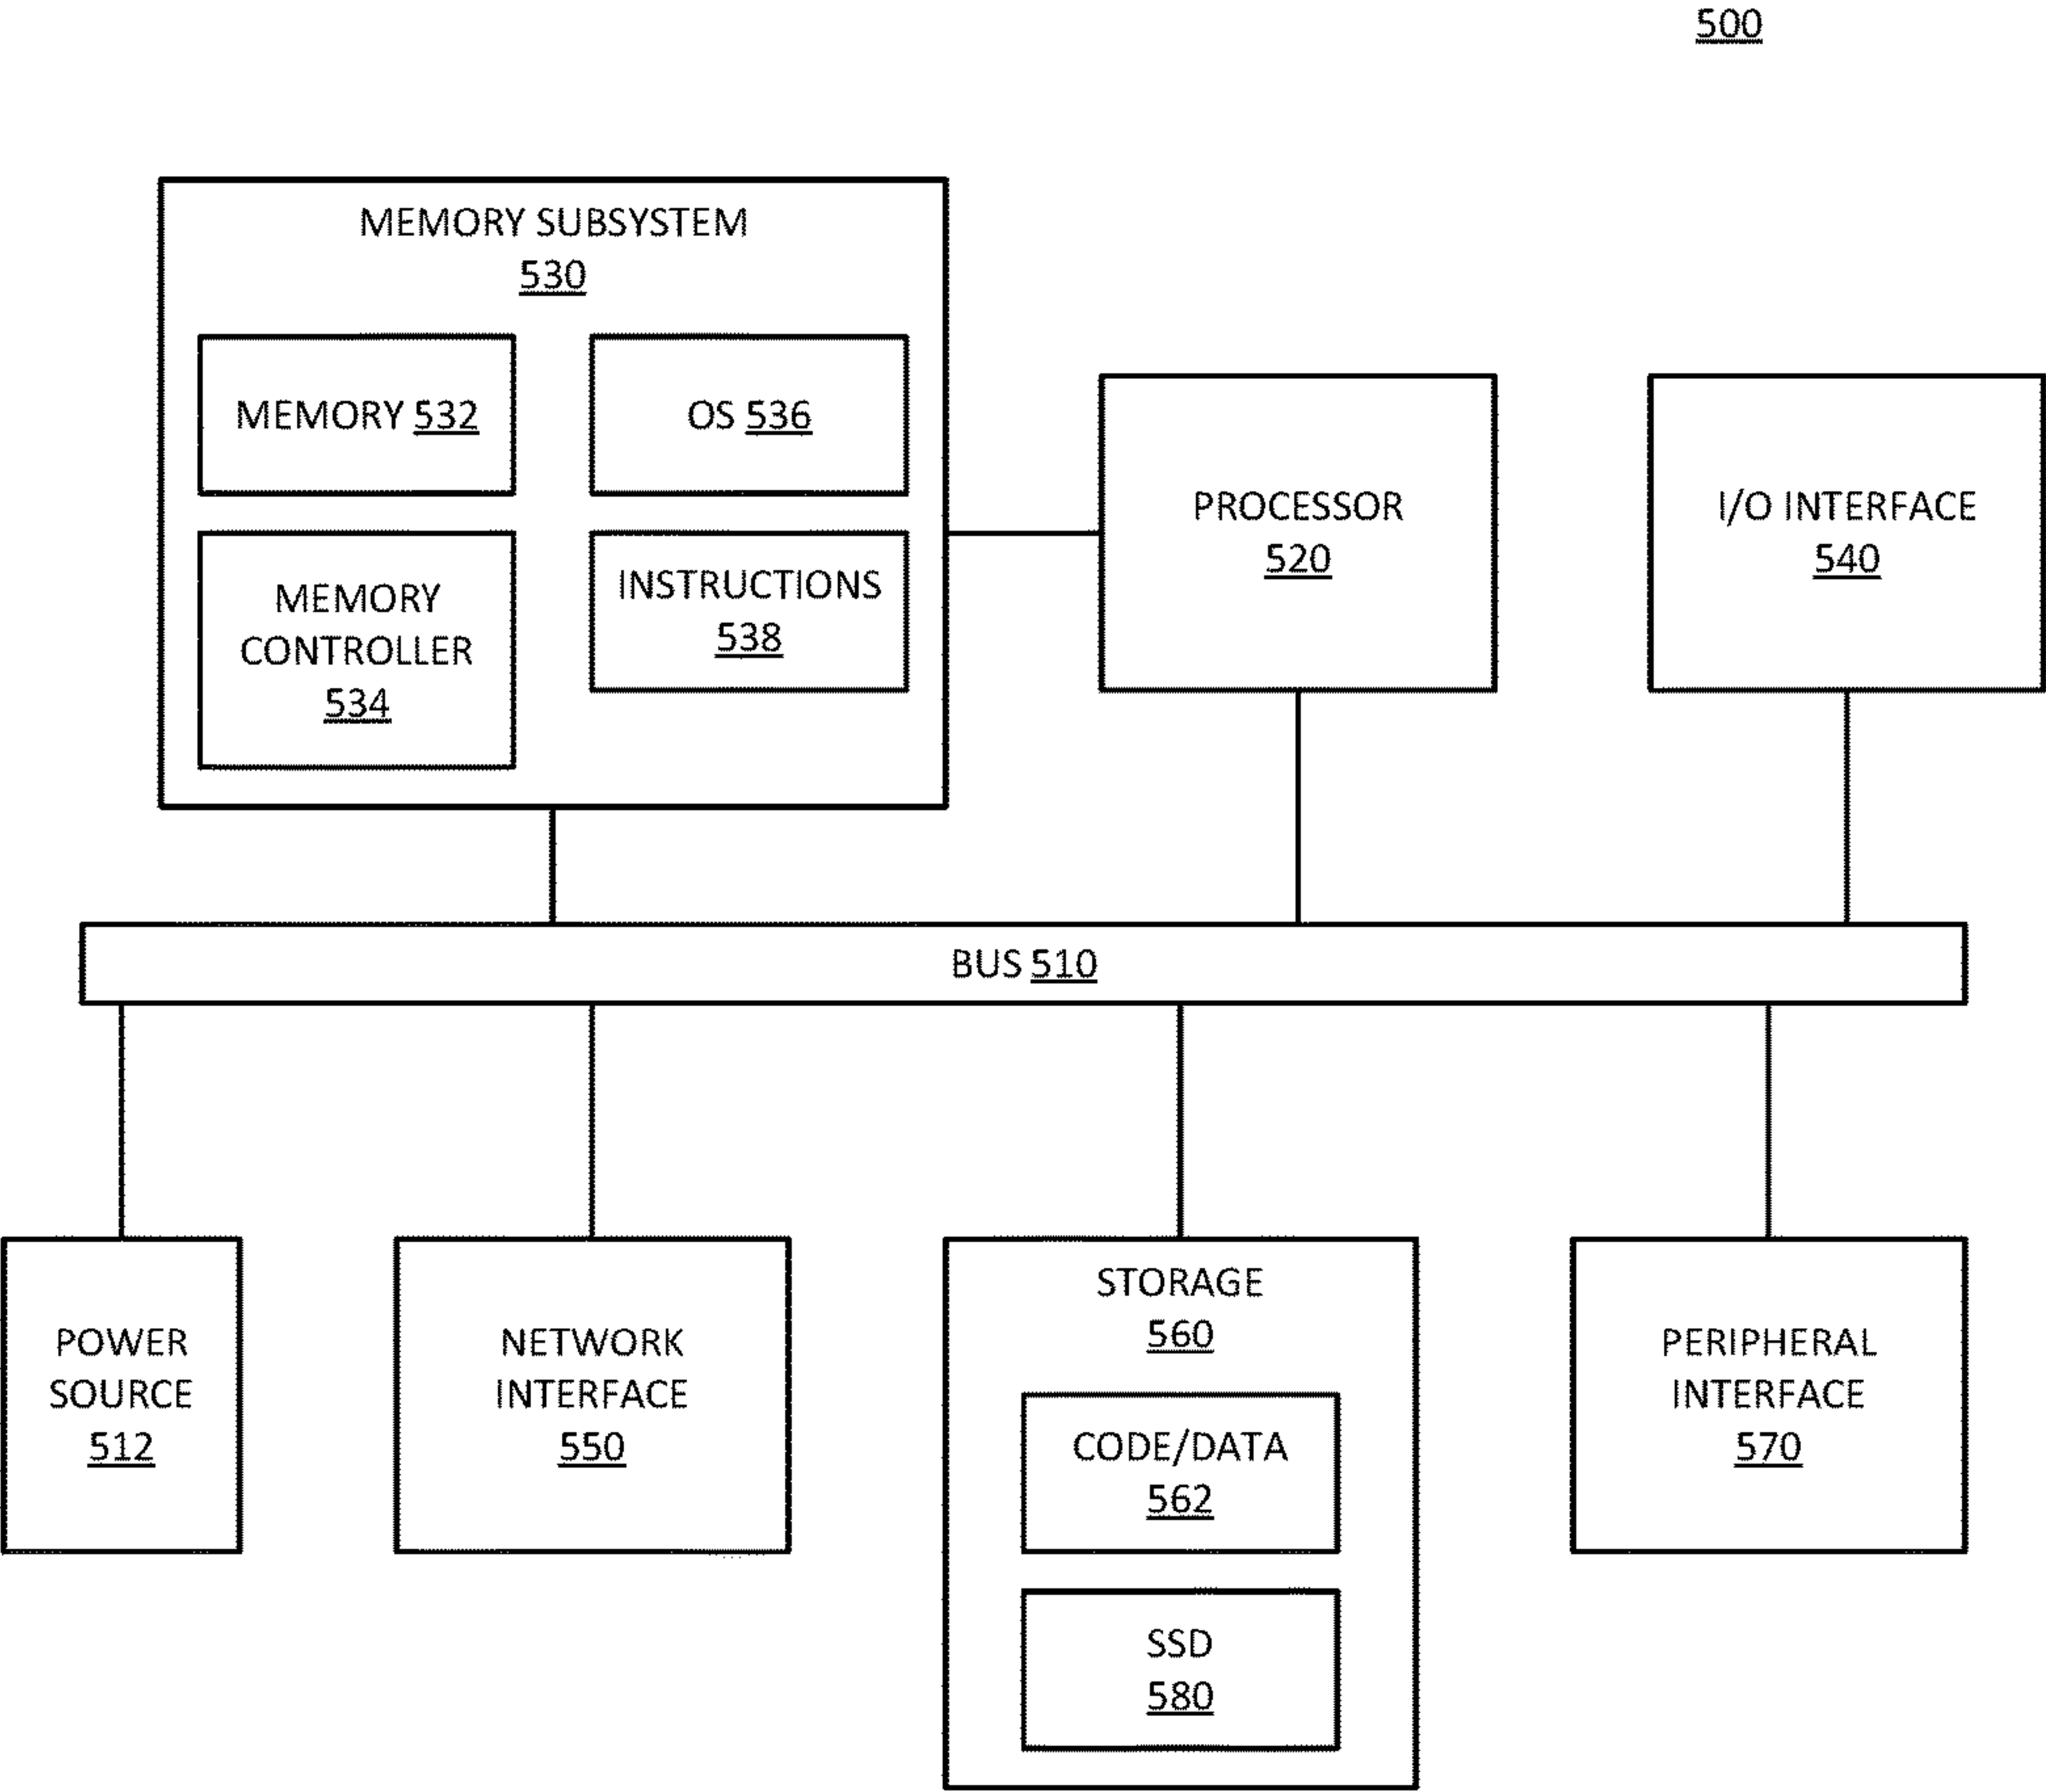 500
MEMORY SUBSYSTEM
530
MEMORY 532
OS 536
MEMORY
CONTROLLER
534
INSTRUCTIONS
538
PROCESSOR
520
I/O INTERFACE
540
BUS 510
POWER
SOURCE
512
NETWORK
INTERFACE
550
STORAGE
560
CODE/DATA
562
SSD
580
PERIPHERAL
INTERFACE
570